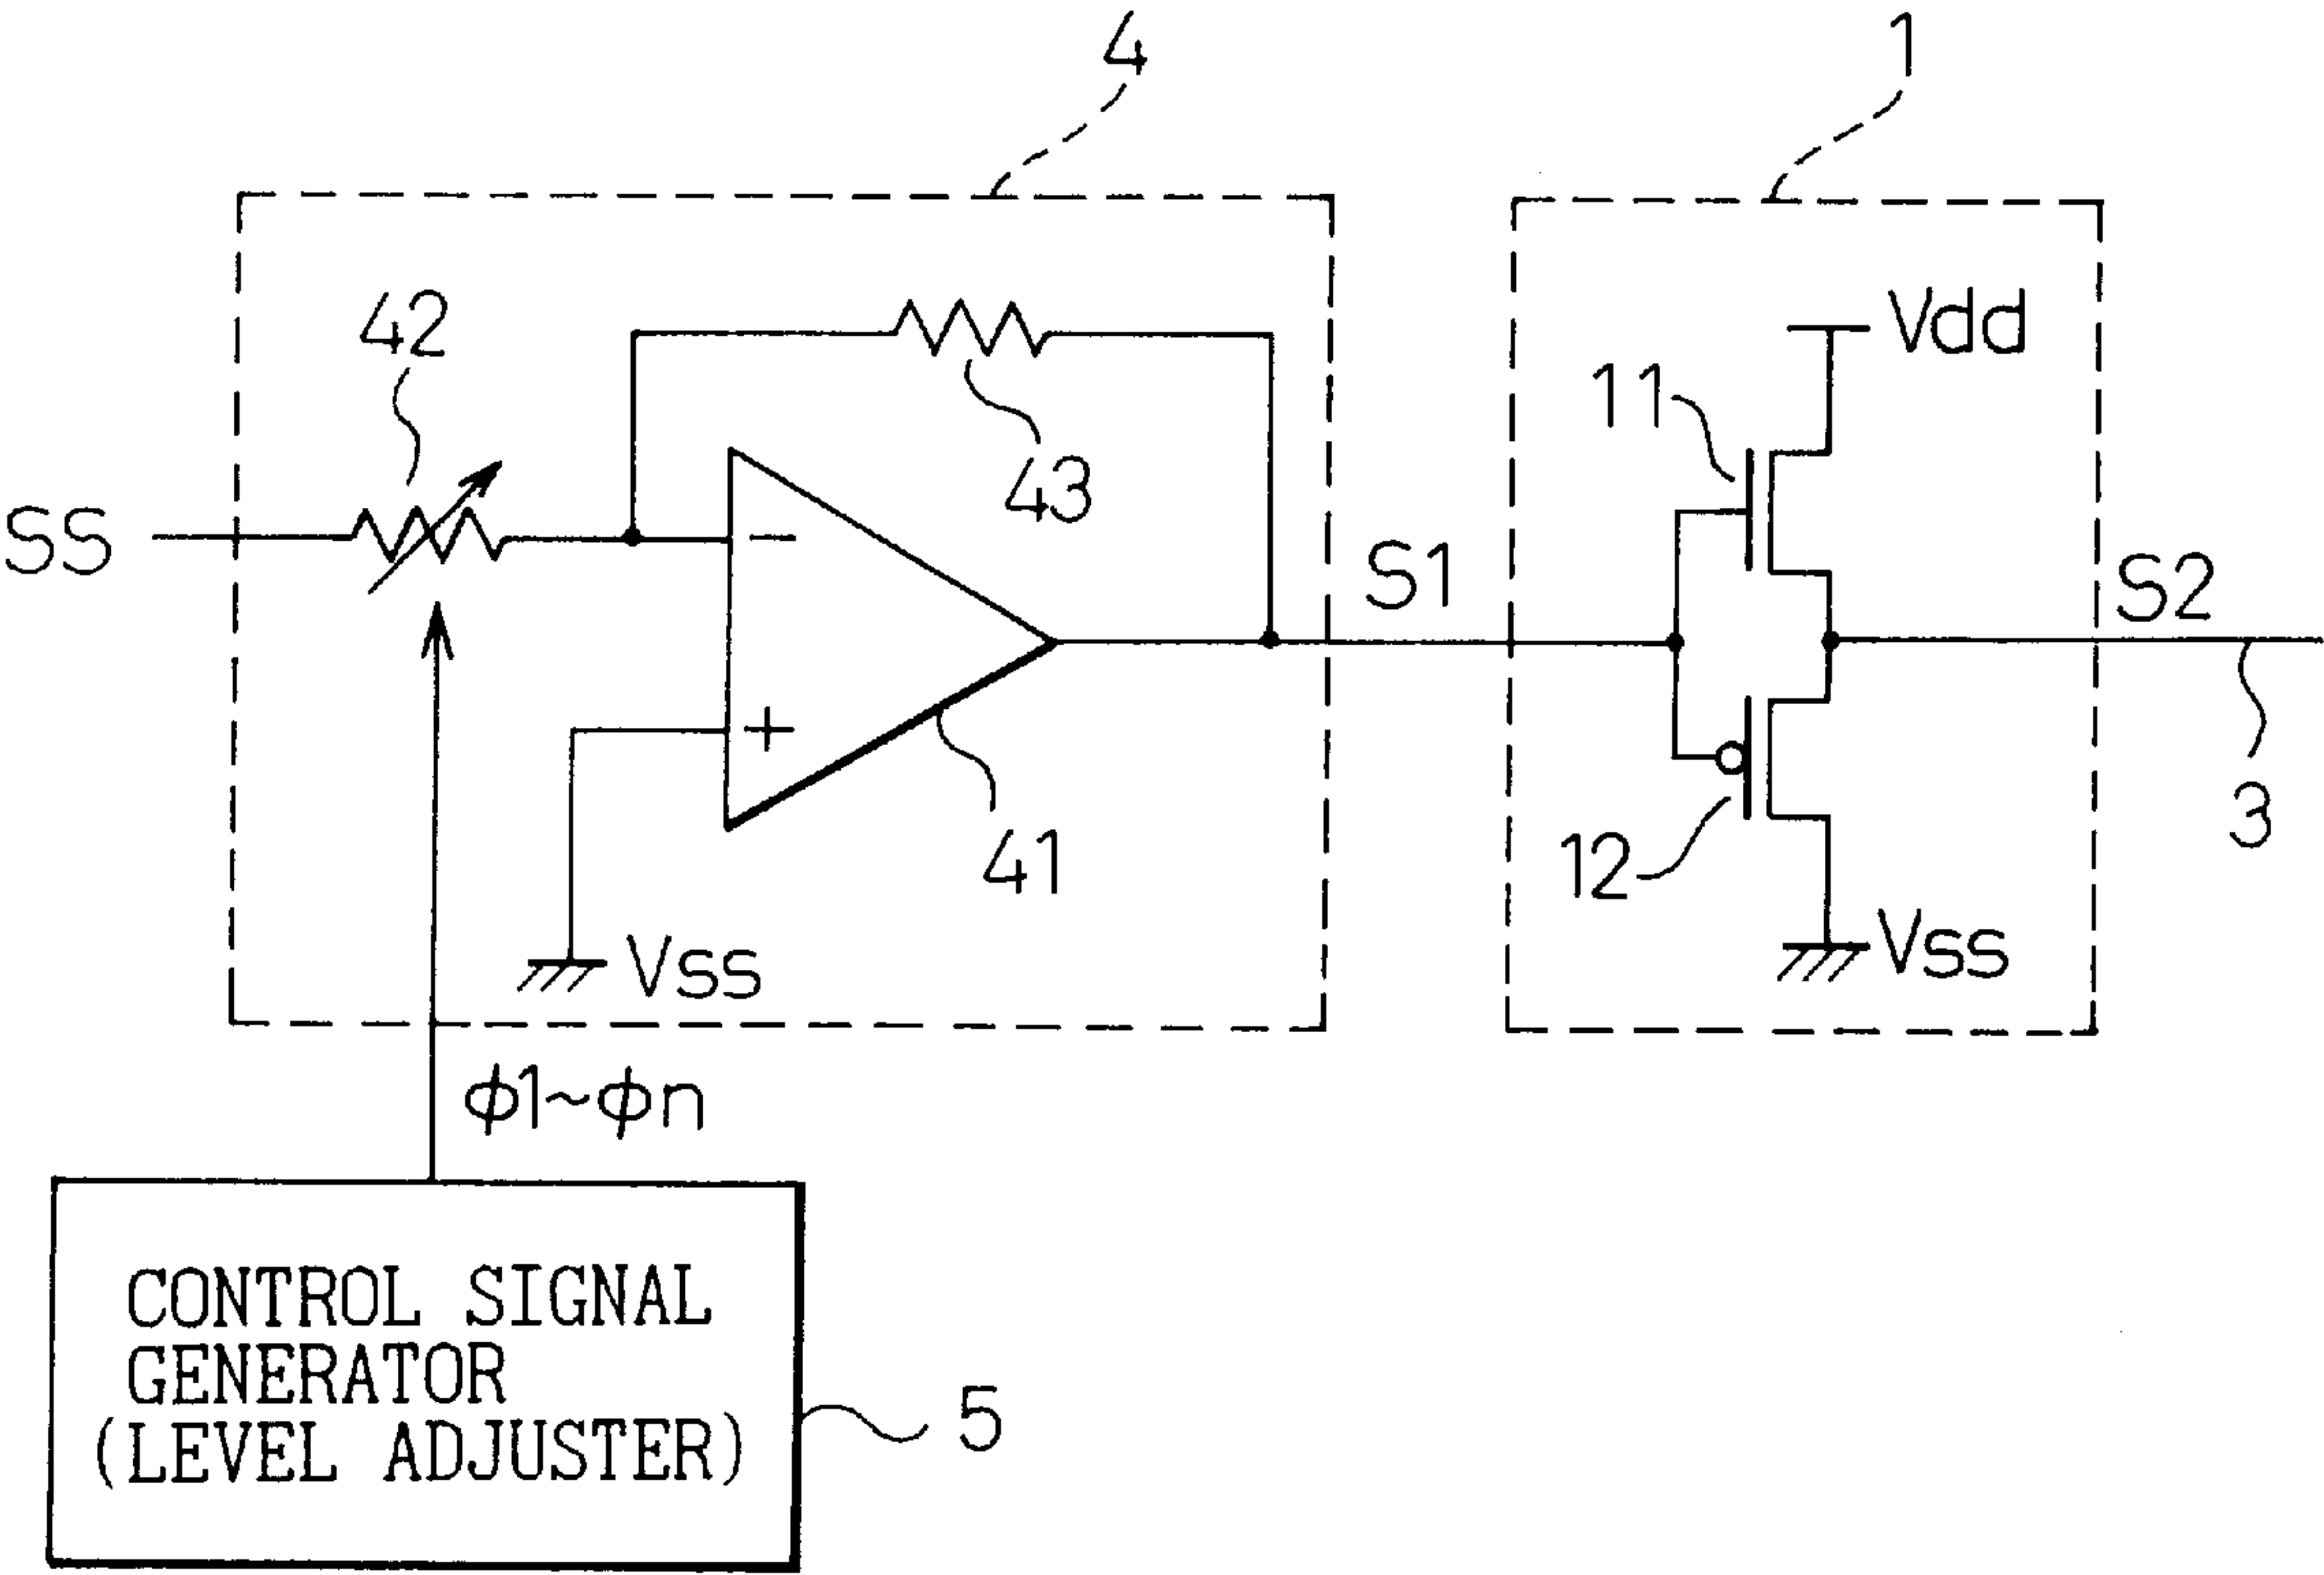 4
1
42
43
Vdd
11
SS
−
S1
S2
+
41
12
3
Vss
Vss
ϕ1~ϕn
CONTROL SIGNAL
GENERATOR
(LEVEL ADJUSTER)
5